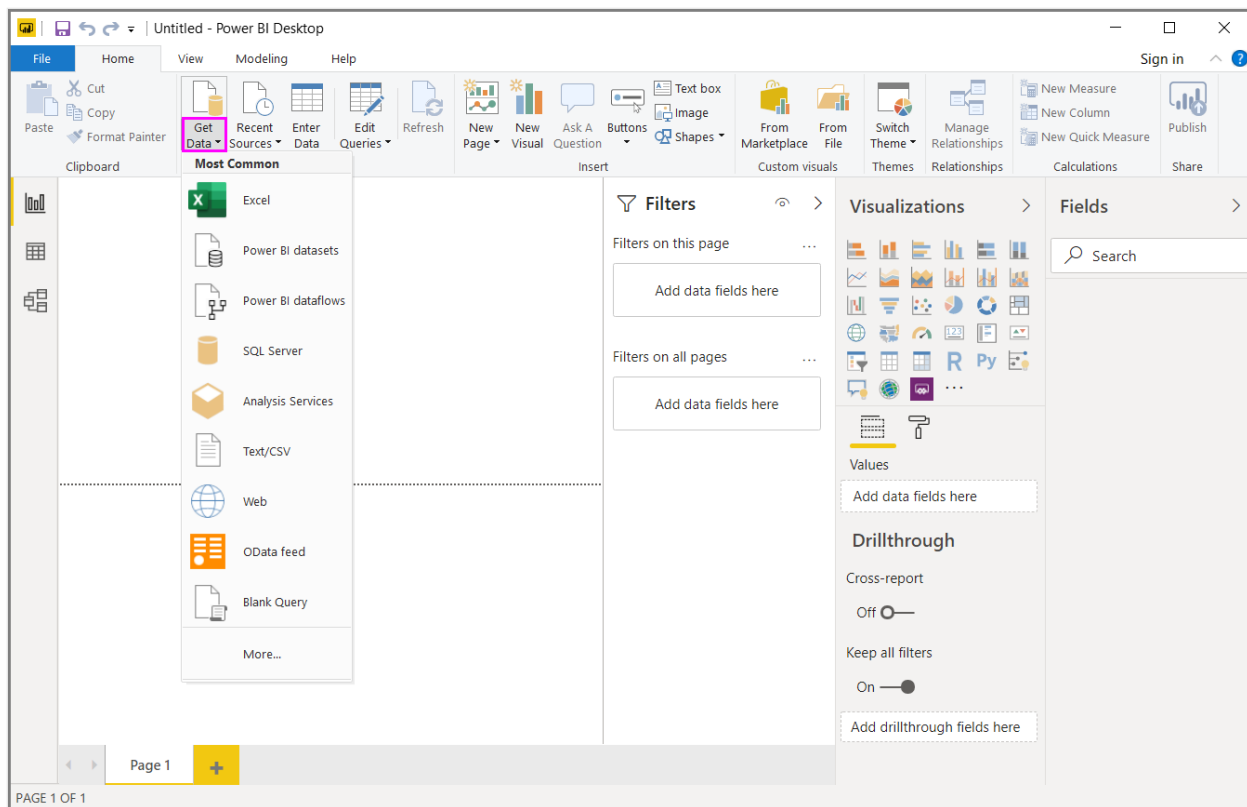 Untitled - Power BI Desktop
File Home View Modeling Help Sign in
Paste
Cut
Copy
Format Painter
Clipboard
Get
Data
Recent
Sources
Enter
Data
Edit
Queries
Refresh
New
Page
New
Visual
Ask A
Question
Buttons
Text box
Image
Shapes
Insert
From
Marketplace
From
File
Custom visuals
Switch
Theme
Themes
Manage
Relationships
Relationships
New Measure
New Column
New Quick Measure
Calculations
Publish
Share
Most Common
Excel
Power BI datasets
Power BI dataflows
SQL Server
Analysis Services
Text/CSV
Web
OData feed
Blank Query
More...
Filters
Filters on this page
...
Add data fields here
Filters on all pages
...
Add data fields here
Visualizations
123
R Py
...
Values
Add data fields here
Drillthrough
Cross-report
Off
Keep all filters
On
Add drillthrough fields here
Fields
Search
Page 1
PAGE 1 OF 1